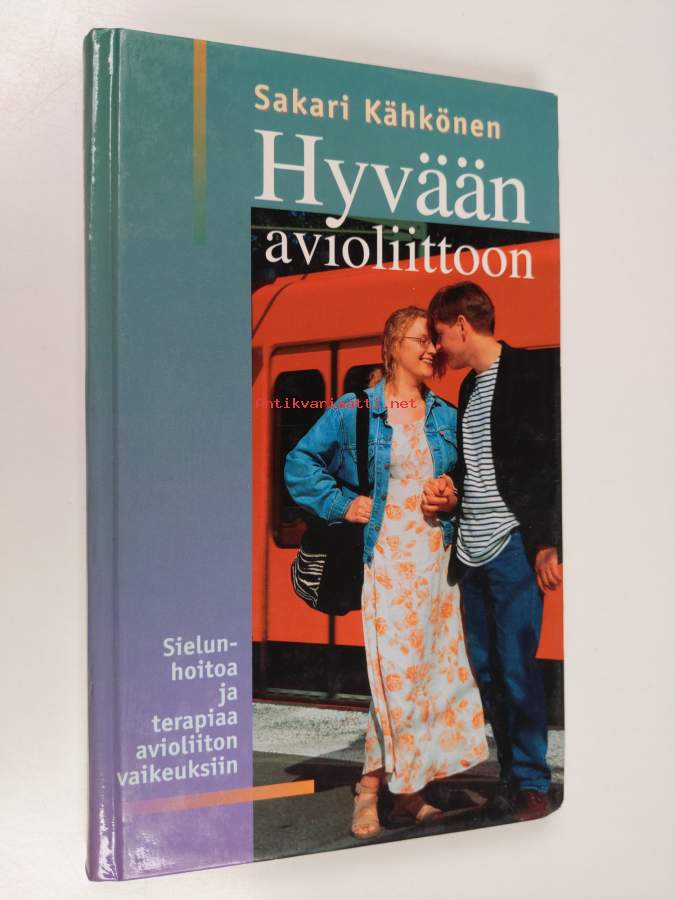 Sakari Kähkönen
Hyvään
avioliittoon
Antikvariaatti.net
Sielun-
hoitoa
ja
terapiaa
avioliiton
vaikeuksiin